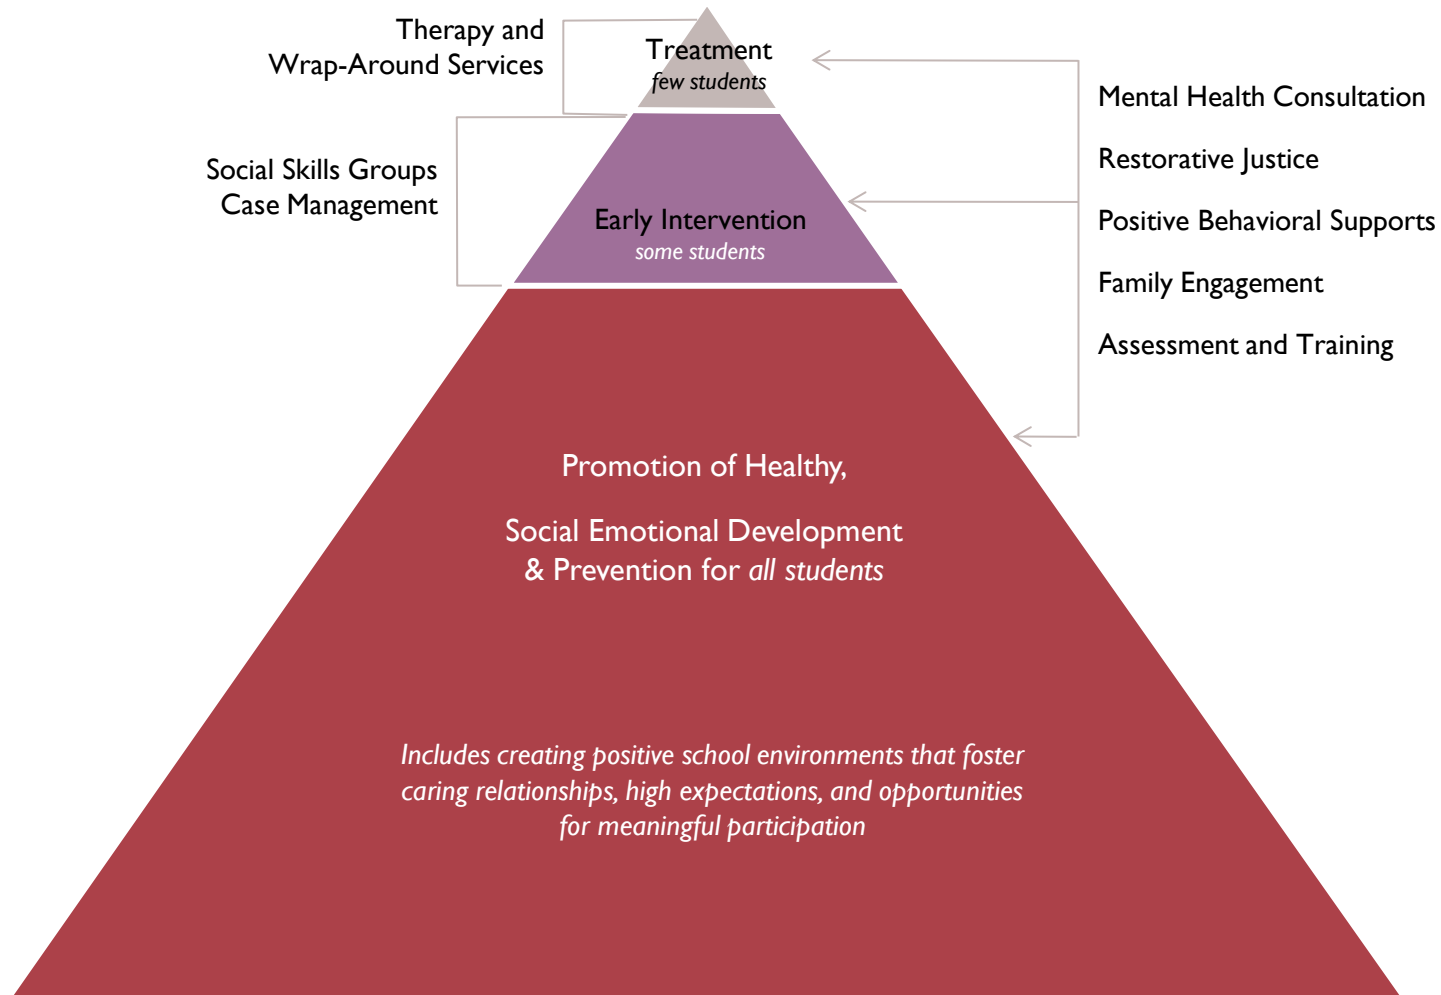 Therapy and
Wrap-Around Services
Treatment
few students
Social Skills Groups
Case Management
Early Intervention
some students
Mental Health Consultation
Restorative Justice
Positive Behavioral Supports
Family Engagement
Assessment and Training
Promotion of Healthy,
Social Emotional Development
& Prevention for all students
Includes creating positive school environments that foster
caring relationships, high expectations, and opportunities
for meaningful participation